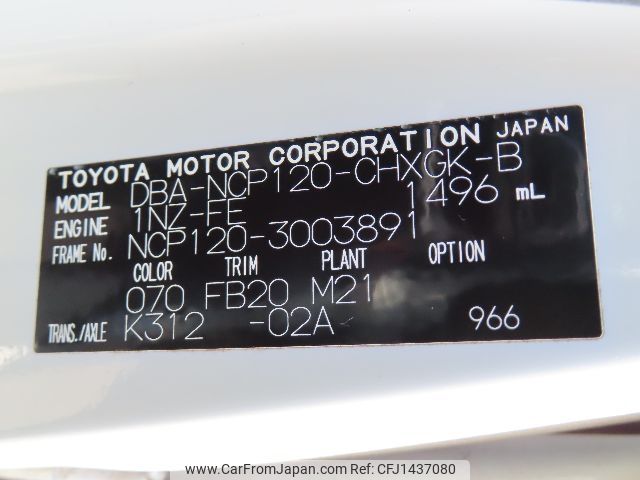 TOYOTA MOTOR CORPORATION JAPAN
MODEL DBA-NCP120-CHXGK-B
ENGINE 1NZ-FE 1496 mL
FRAME No. NCP120-3003891
COLOR TRIM PLANT OPTION
070 FB20 M21
TRANS./AXLE K312 -02A 966
www.CarFromJapan.com - CFJ1437080